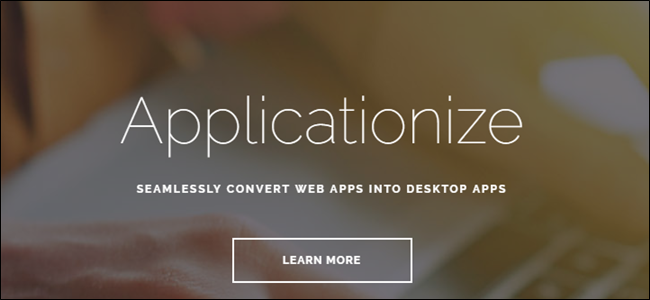 Applicationize
SEAMLESSLY CONVERT WEB APPS INTO DESKTOP APPS
LEARN MORE